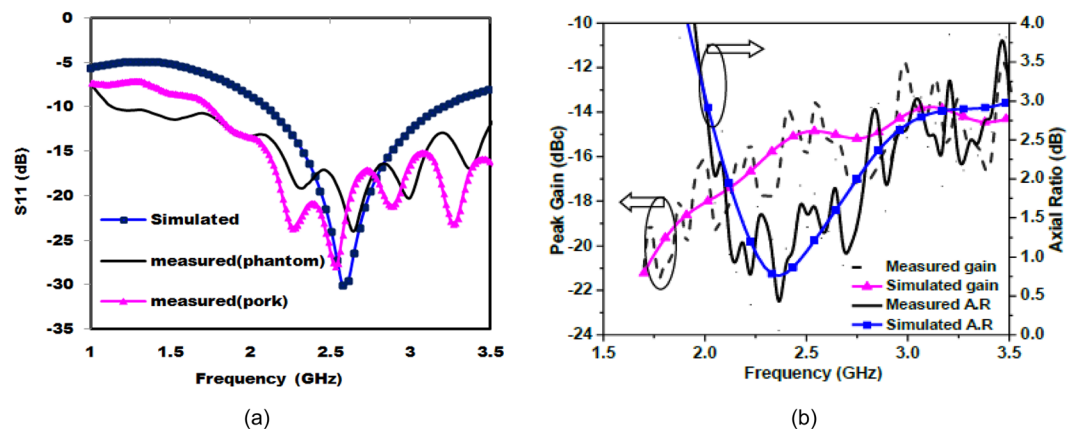 0
-5
-10
-15
-20
-25
-30
-35
S11 (dB)
Simulated
measured(phantom)
measured(pork)
1
1.5
2
2.5
3
3.5
Frequency (GHz)
(a)
-10
-12
-14
-16
-18
-20
-22
-24
Peak Gain (dBc)
4.0
3.5
3.0
2.5
2.0
1.5
1.0
0.5
0.0
Axial Ratio (dB)
Measured gain
Simulated gain
Measured A.R
Simulated A.R
1.5
2.0
2.5
3.0
3.5
Frequency (GHz)
(b)